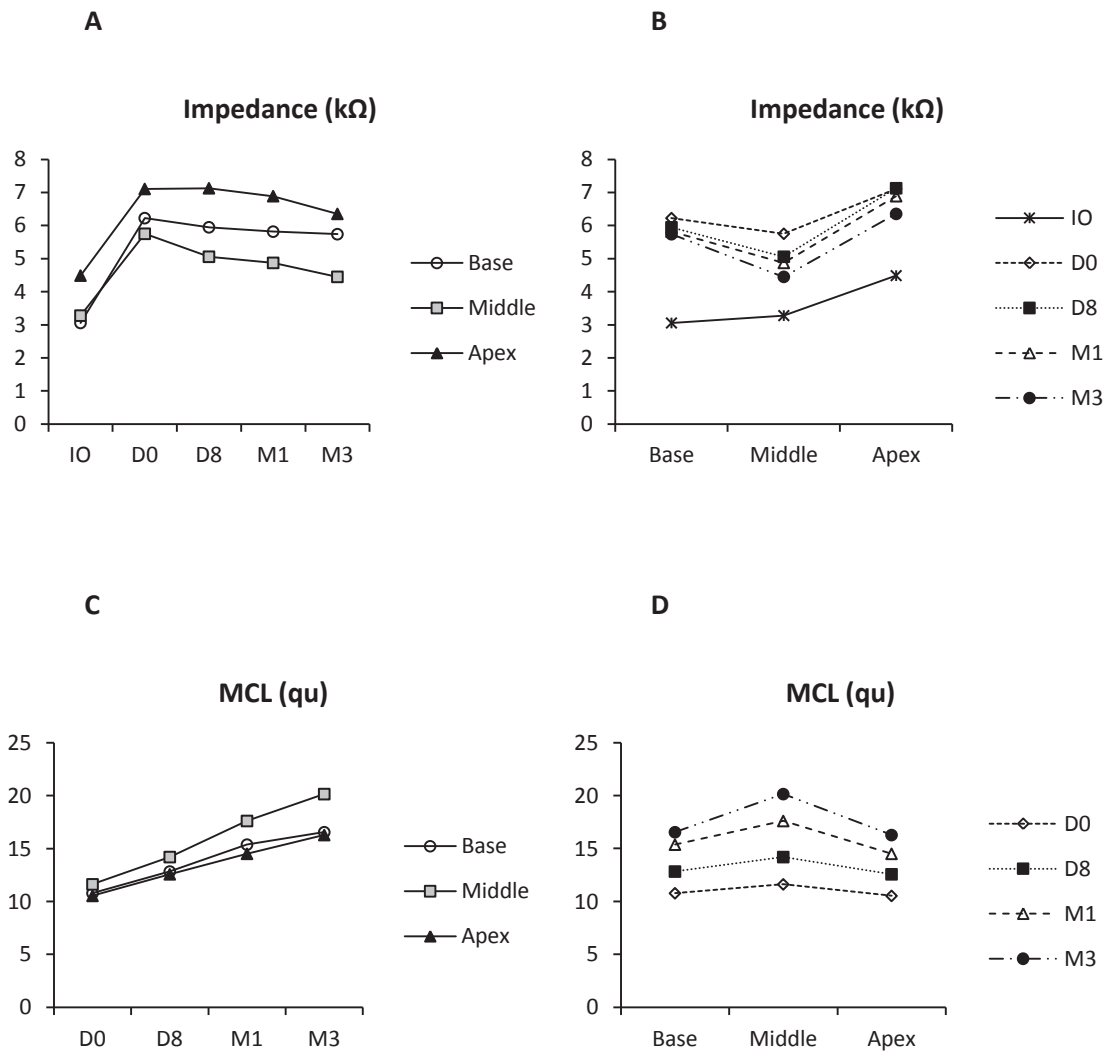 A
Impedance (kΩ)
8
7
6
5
4
3
2
1
0
IO D0 D8 M1 M3
Base
Middle
Apex
B
Impedance (kΩ)
8
7
6
5
4
3
2
1
0
Base Middle Apex
IO
D0
D8
M1
M3
C
MCL (qu)
25
20
15
10
5
0
D0 D8 M1 M3
Base
Middle
Apex
D
MCL (qu)
25
20
15
10
5
0
Base Middle Apex
D0
D8
M1
M3